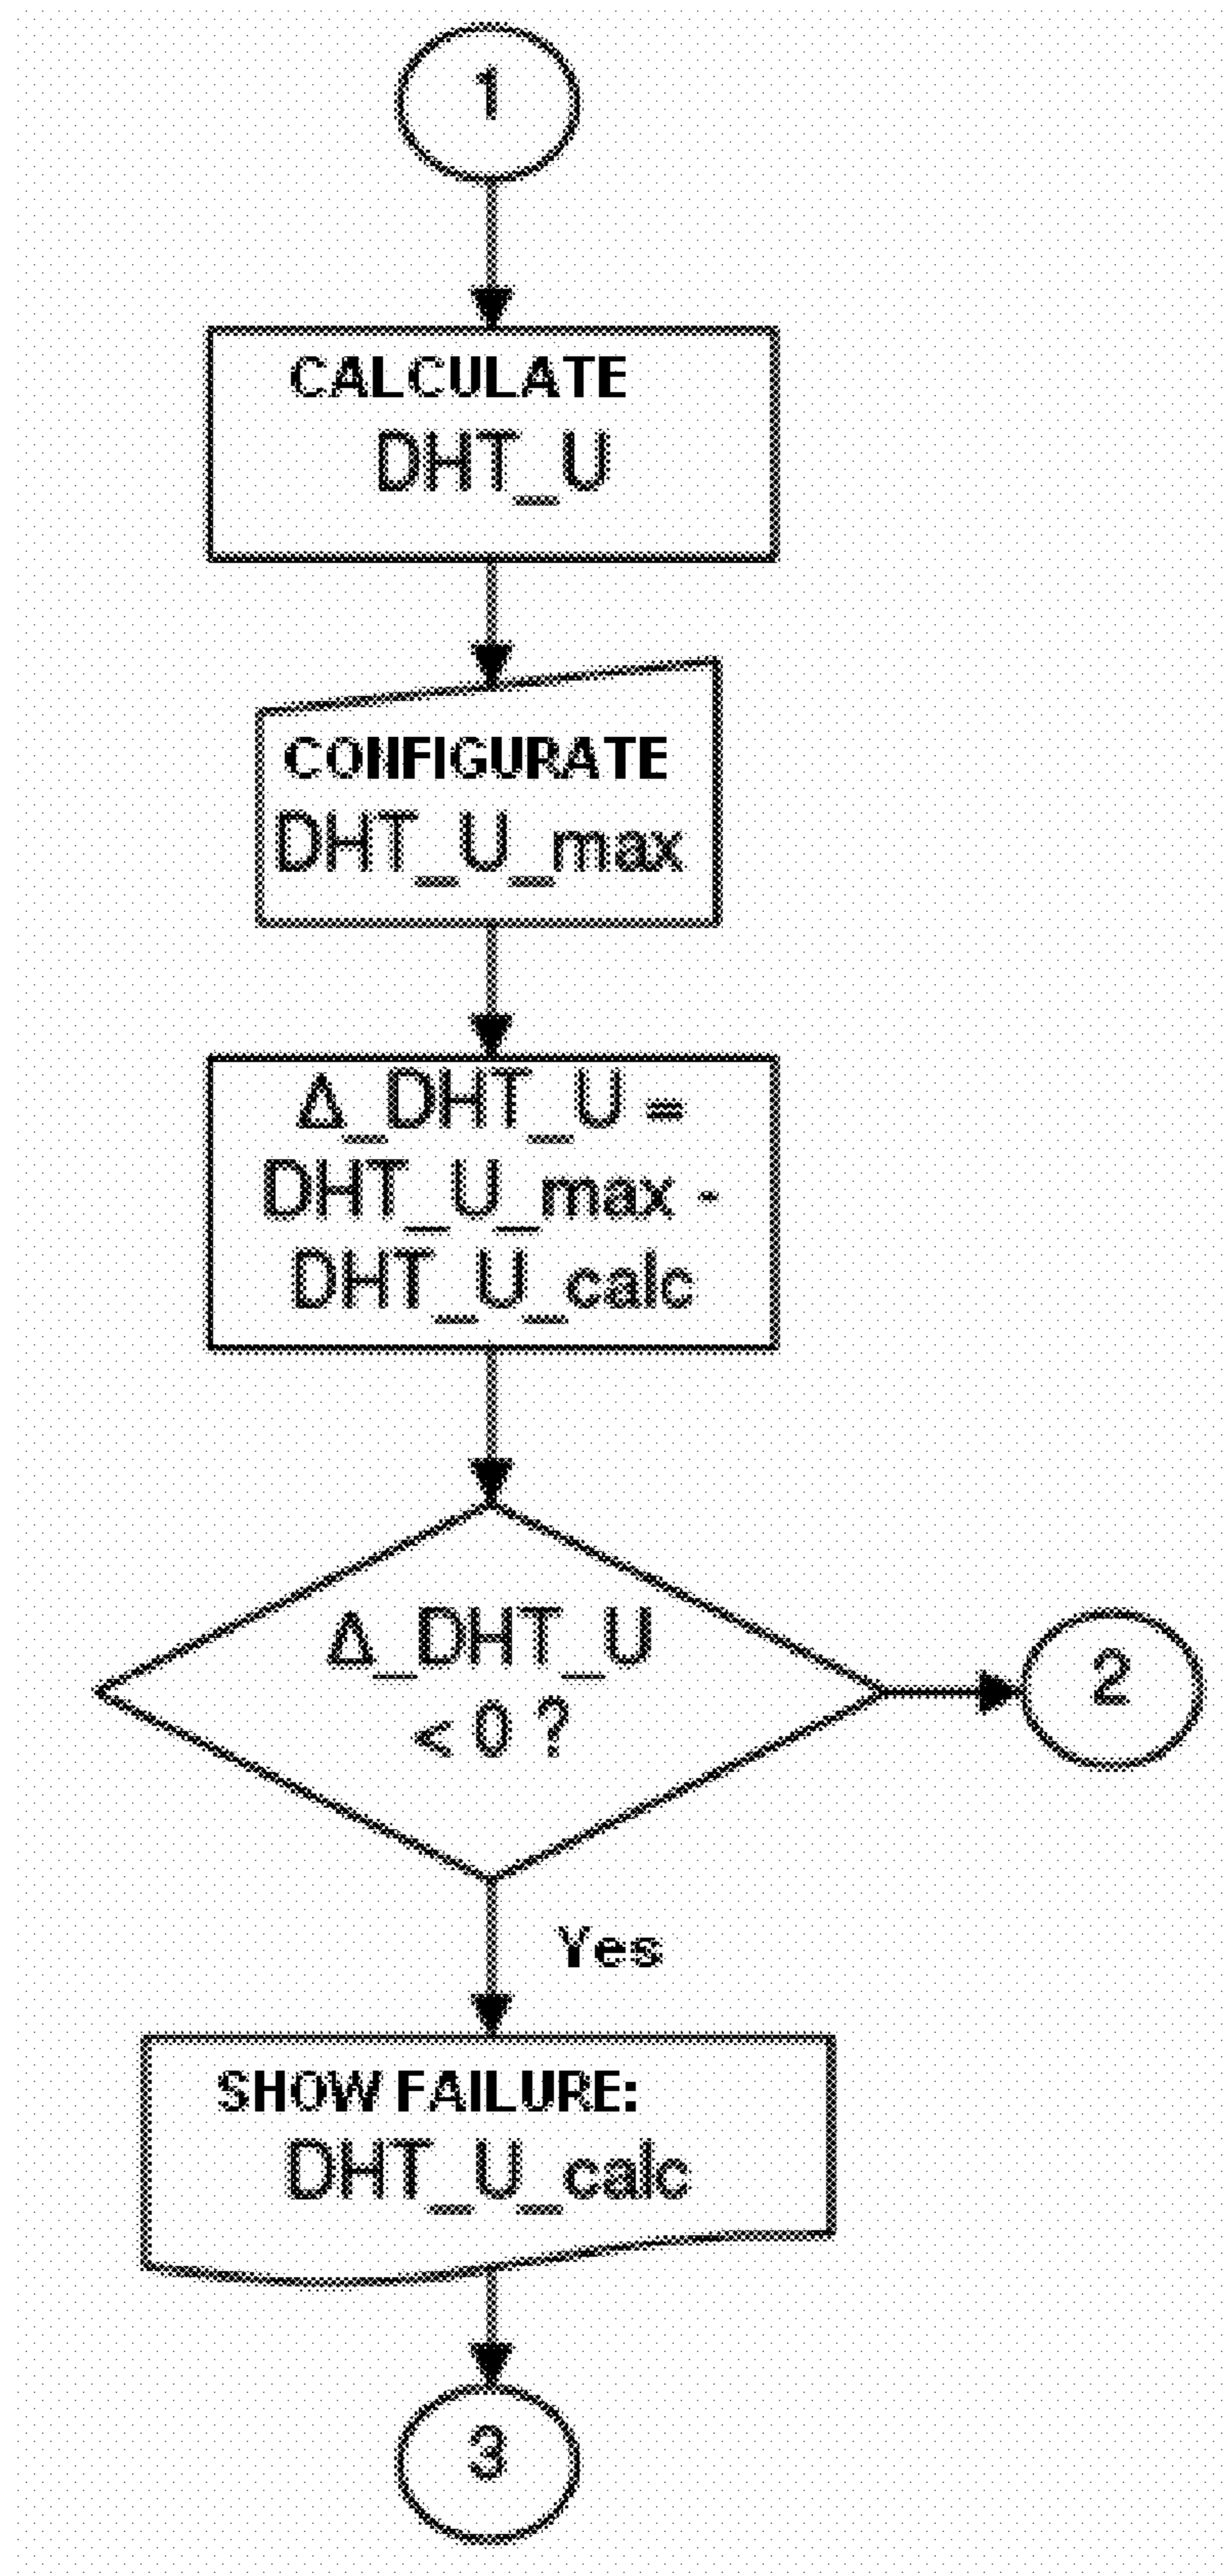 1
CALCULATE
DHT_U
CONFIGURATE
DHT_U_max
Δ_DHT_U =
DHT_U_max -
DHT_U_calc
Δ_DHT_U
< 0 ?
2
Yes
SHOW FAILURE:
DHT_U_calc
3